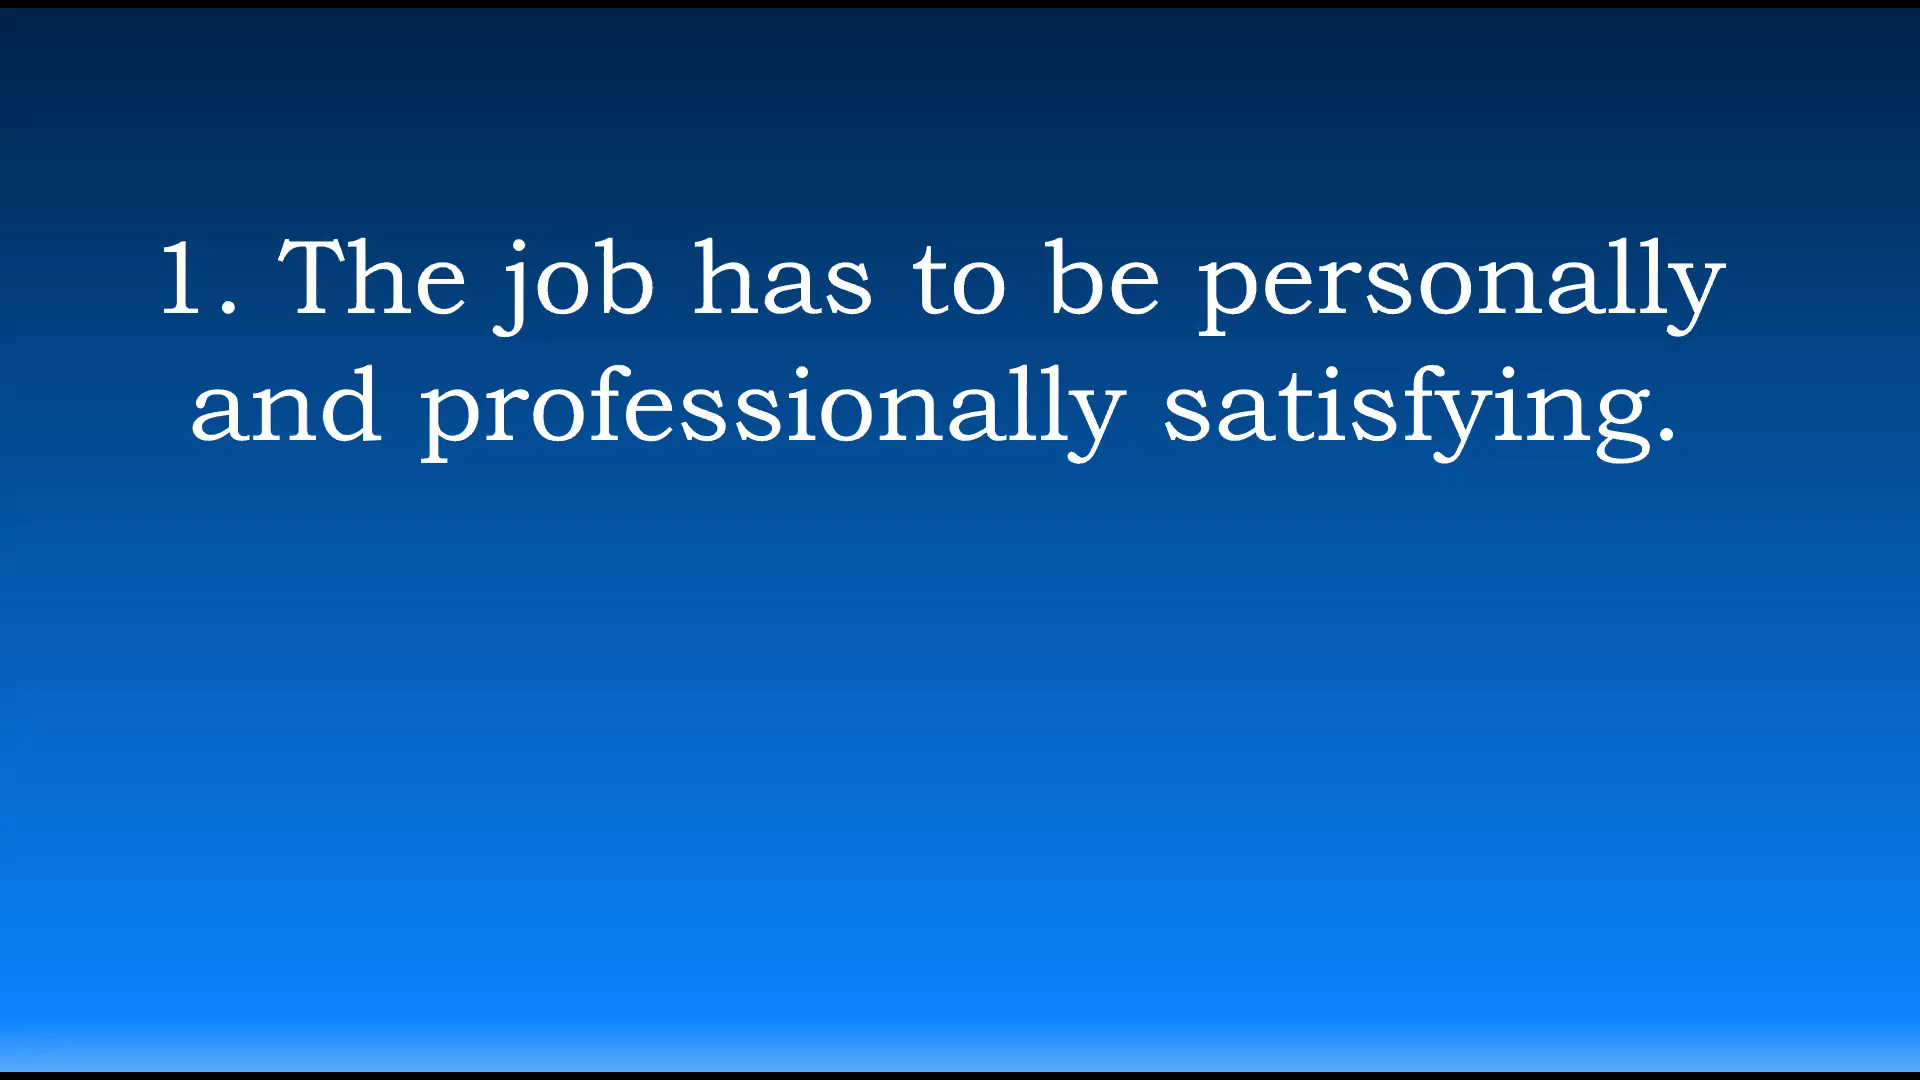 1. The job has to be personally
and professionally satisfying.